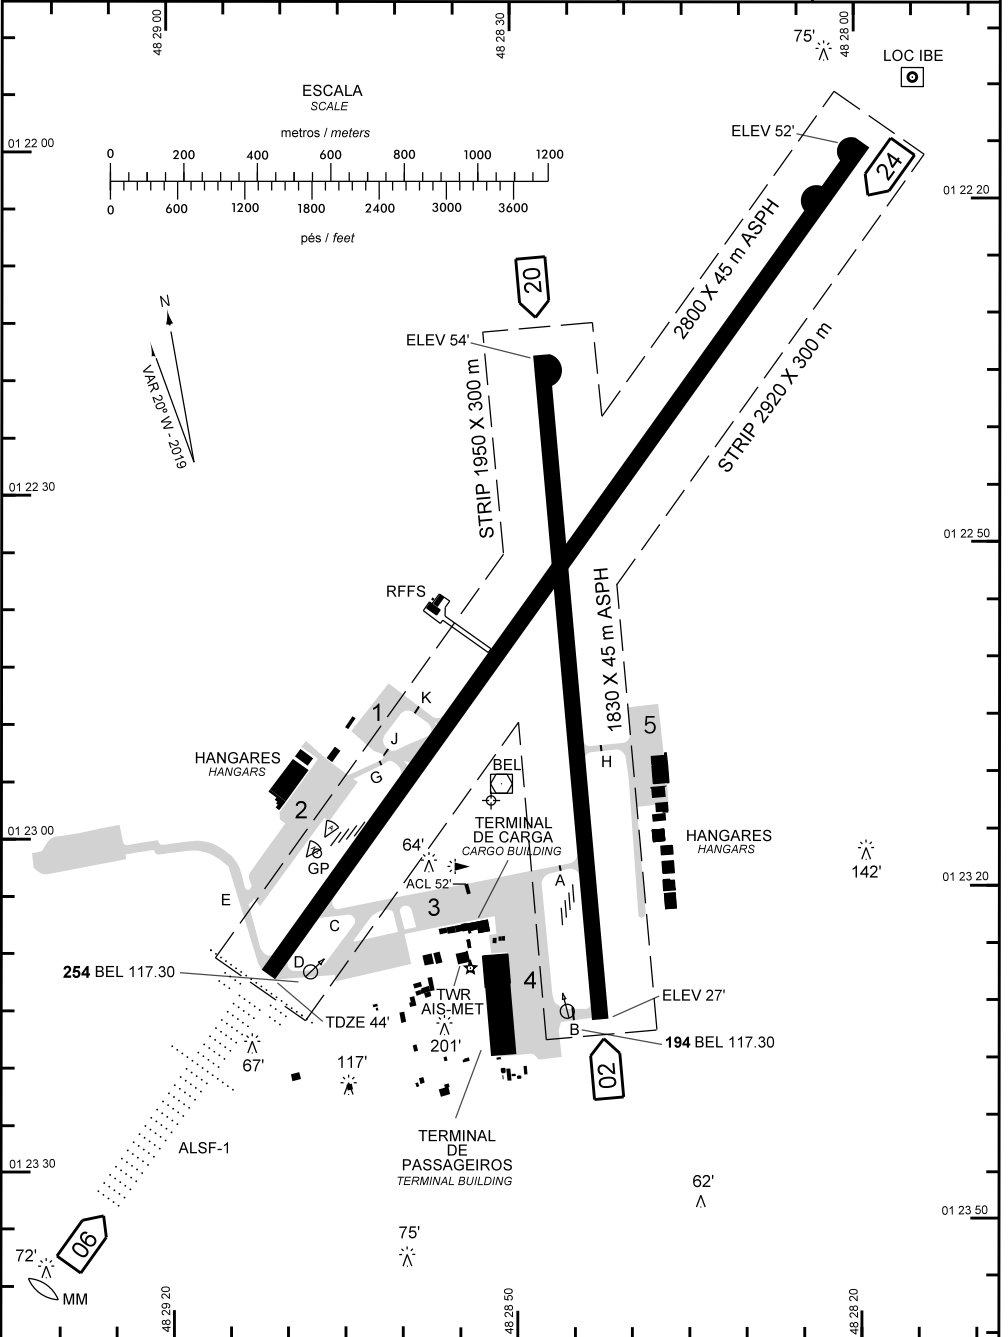 48 29 00
48 28 30
48 28 00
75'
LOC IBE
ESCALA
SCALE
metros / meters
0 200 400 600 800 1000 1200
0 600 1200 1800 2400 3000 3600
pés / feet
01 22 00
ELEV 52'
24
01 22 20
2800 X 45 m ASPH
20
N
VAR 20º W - 2019
ELEV 54'
STRIP 1950 X 300 m
STRIP 2920 X 300 m
01 22 30
01 22 50
RFFS
1830 X 45 m ASPH
K
1
5
J
HANGARES
HANGARS
G
BEL
H
2
TERMINAL
DE CARGA
CARGO BUILDING
01 23 00
HANGARES
HANGARS
64'
GP
142'
ACL 52'
A
01 23 20
E
3
C
D
254 BEL 117.30
4
TWR
AIS-MET
ELEV 27'
TDZE 44'
B
194 BEL 117.30
201'
67'
117'
02
ALSF-1
TERMINAL
DE
PASSAGEIROS
TERMINAL BUILDING
01 23 30
62'
01 23 50
06
75'
72'
MM
48 29 20
48 28 50
48 28 20